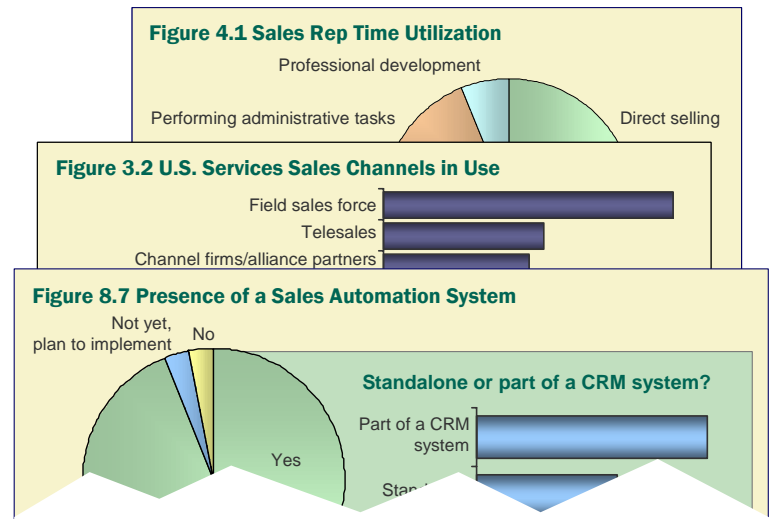 Figure 4.1 Sales Rep Time Utilization
Professional development
Performing administrative tasks
Direct selling
Figure 3.2 U.S. Services Sales Channels in Use
Field sales force
Telesales
Channel firms/alliance partners
Figure 8.7 Presence of a Sales Automation System
Not yet,
plan to implement
No
Yes
Standalone or part of a CRM system?
Part of a CRM
system